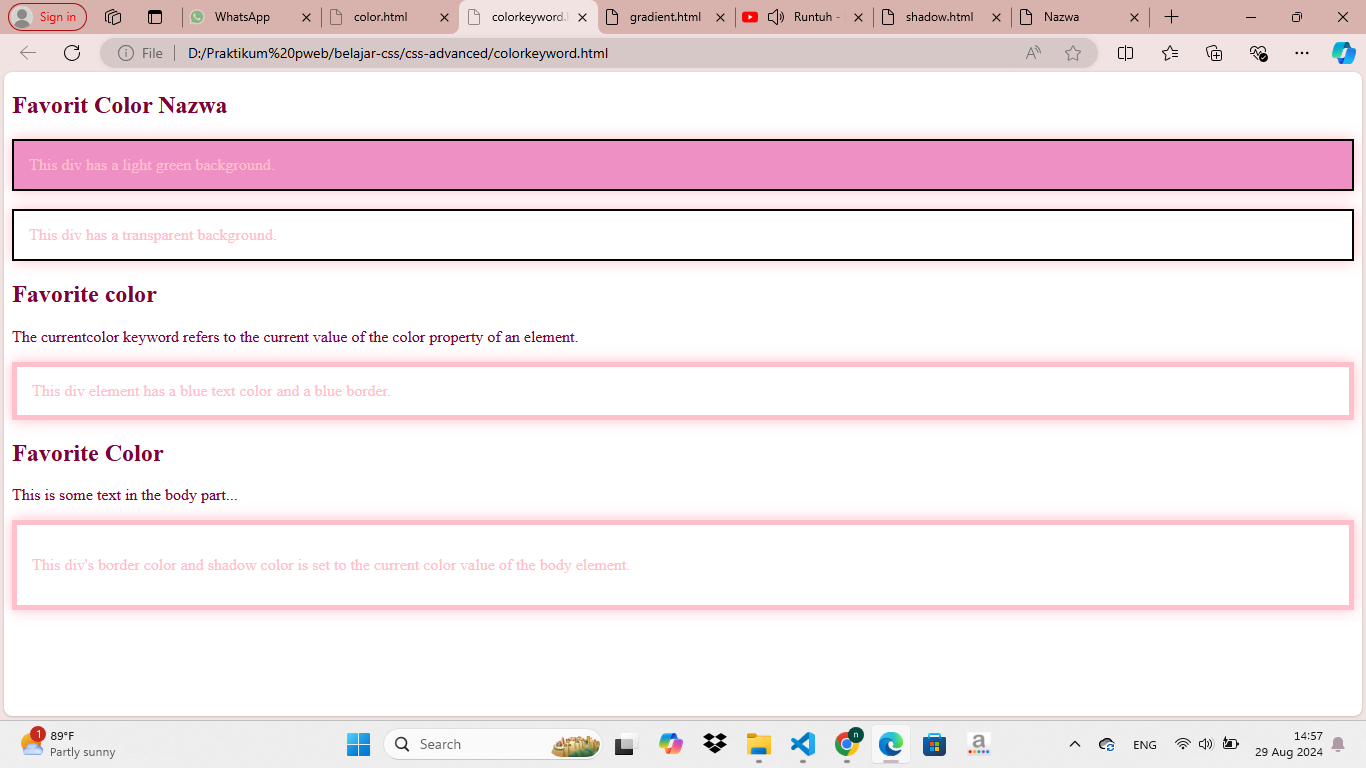 Sign in
WhatsApp
color.html
colorkeyword.
gradient.html
Runtuh -
shadow.html
Nazwa
File
D:/Praktikum%20pweb/belajar-css/css-advanced/colorkeyword.html
Favorit Color Nazwa
This div has a light green background.
This div has a transparent background.
Favorite color
The currentcolor keyword refers to the current value of the color property of an element.
This div element has a blue text color and a blue border.
Favorite Color
This is some text in the body part...
This div's border color and shadow color is set to the current color value of the body element.
1
89°F
Partly sunny
Search
n
a
ENG
14:57
29 Aug 2024